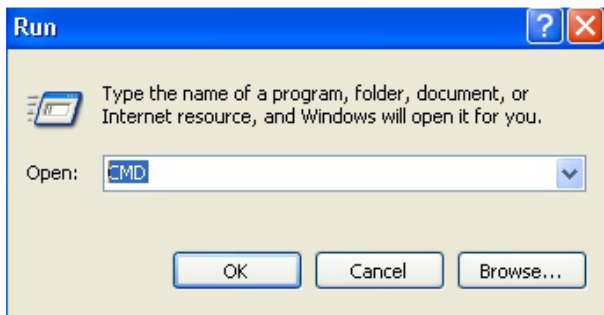 Run
Type the name of a program, folder, document, or
Internet resource, and Windows will open it for you.
Open: CMD
OK Cancel Browse...